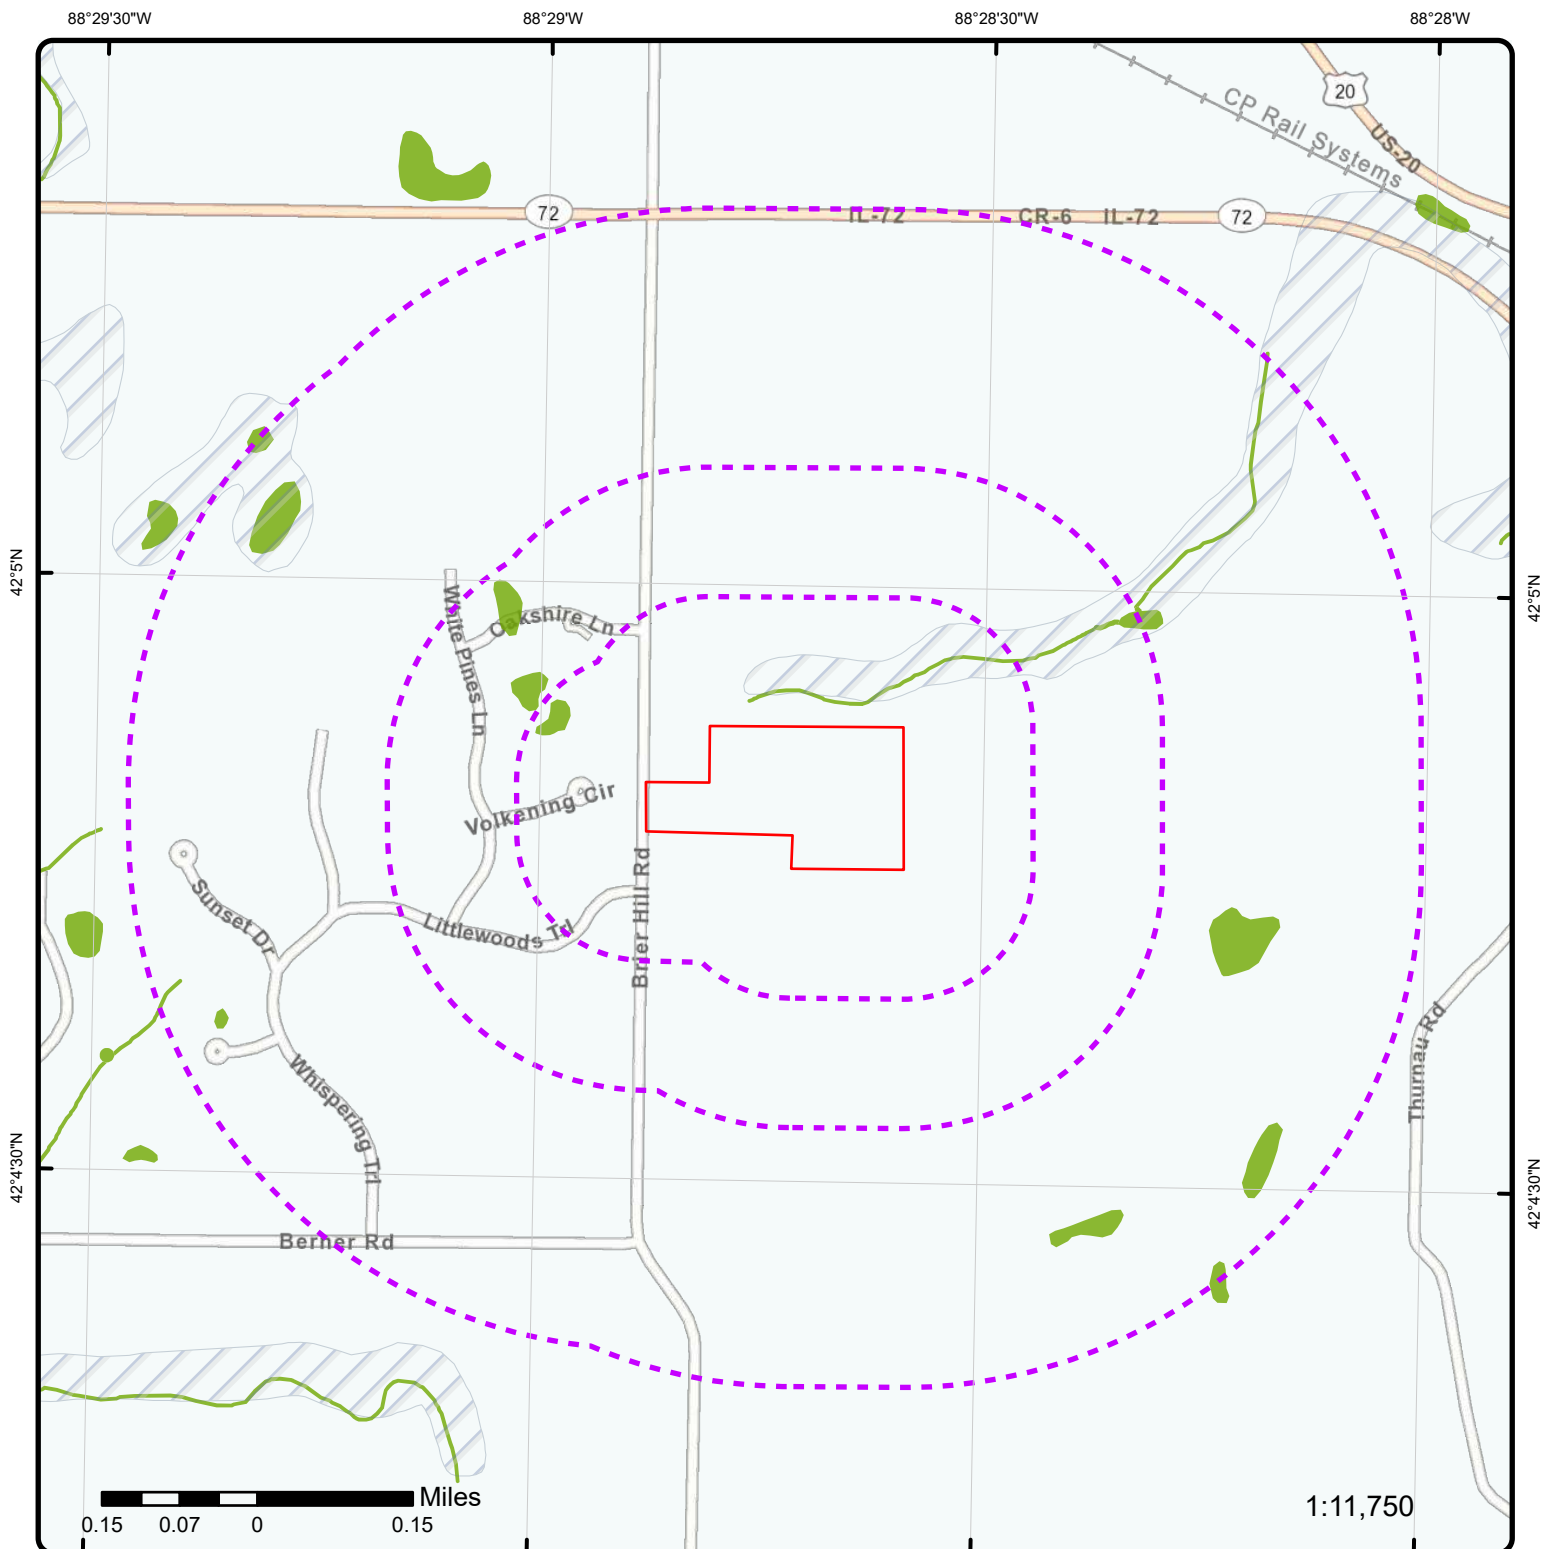 88°29'30"W
88°29'W
88°28'30"W
88°28'W
20
US-20
CP Rail Systems
72
IL-72
CR-6
IL-72
72
42°5'N
42°5'N
White Pines Ln
Oakshire Ln
Volkening Cir
Littlewoods Trl
Brier Hill Rd
Sunset Dr
Whispering Trl
Thurnau Rd
42°4'30"N
42°4'30"N
Berner Rd
Miles
0.15 0.07 0 0.15
1:11,750